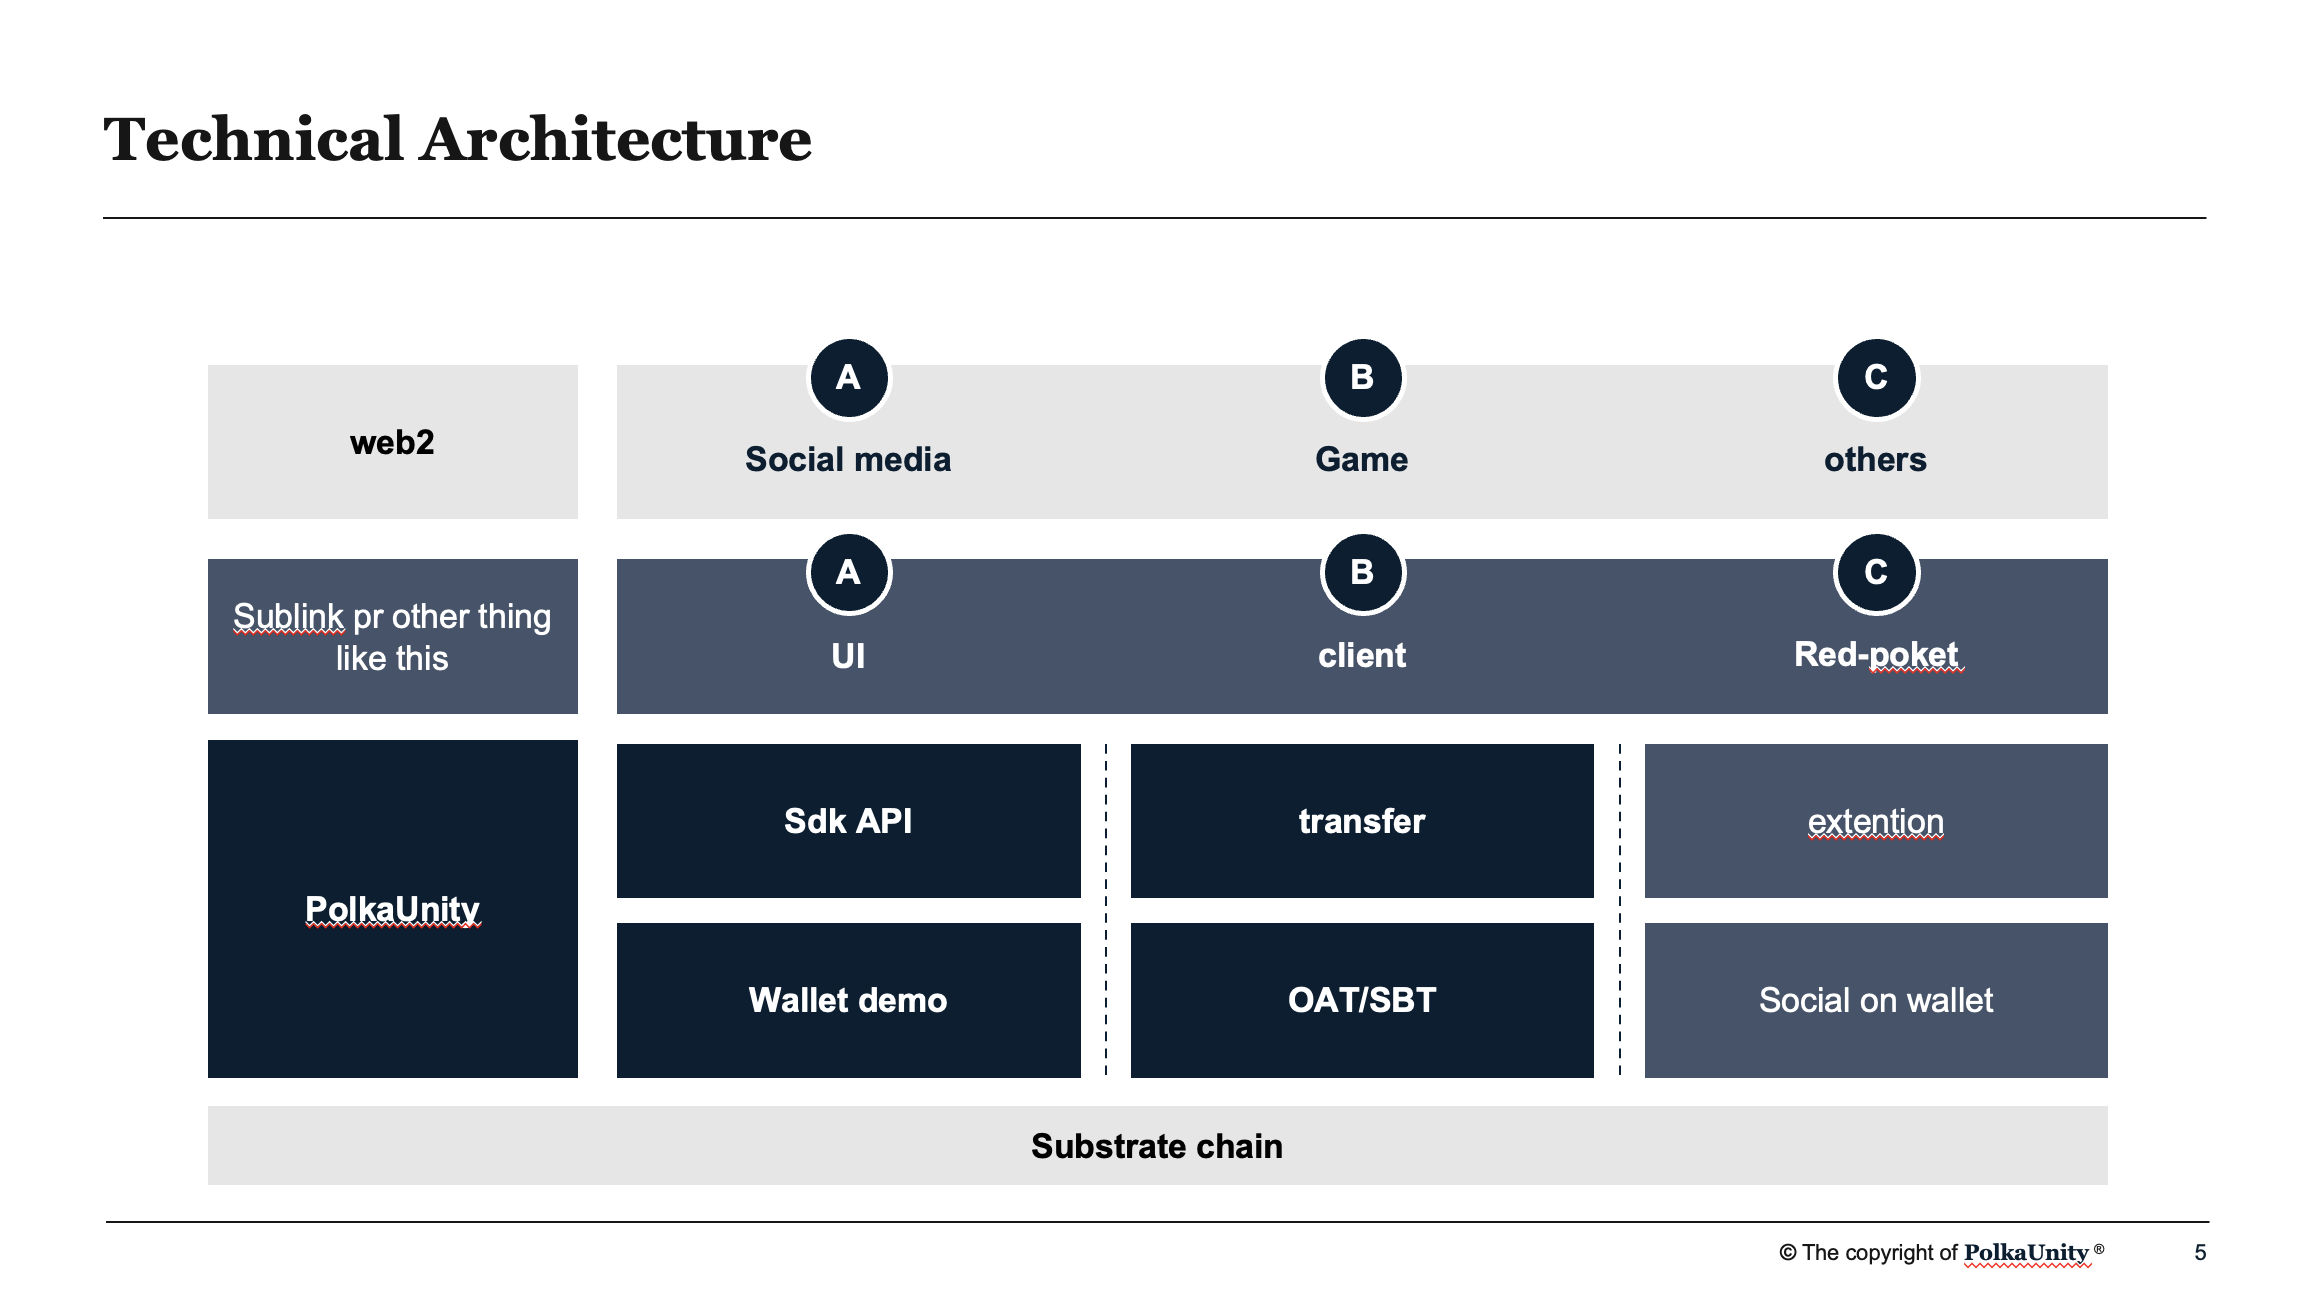 Technical Architecture
web2
A
B
C
Social media
Game
others
Sublink pr other thing
like this
A
B
C
UI
client
Red-poket
PolkaUnity
Sdk API
transfer
extention
Wallet demo
OAT/SBT
Social on wallet
Substrate chain
© The copyright of PolkaUnity ®
5